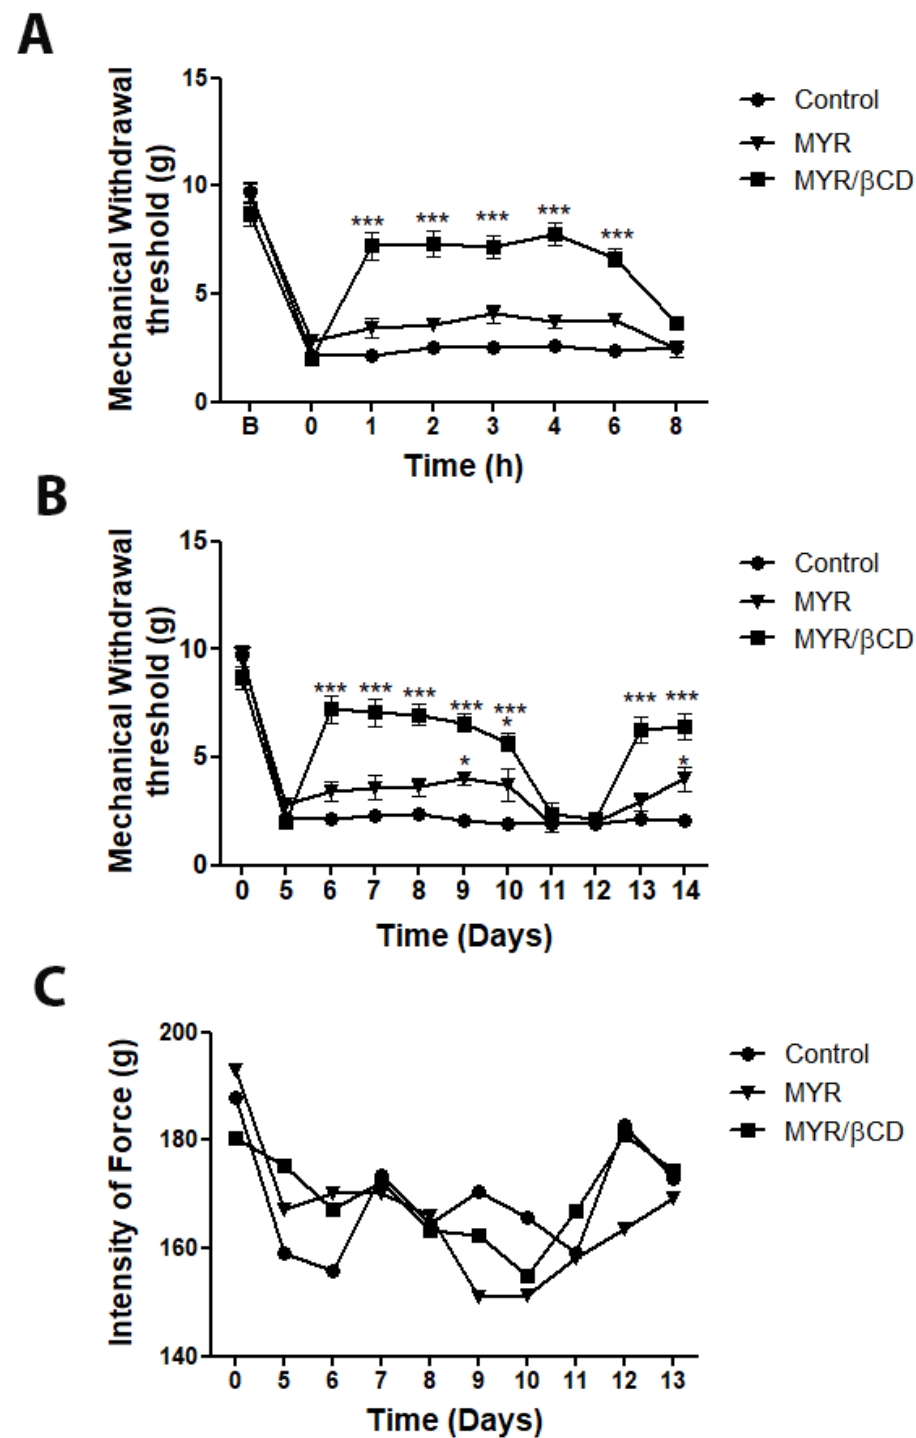 A
Mechanical Withdrawal
threshold (g)
15
10
5
0
*** *** *** *** ***
B 0 1 2 3 4 6 8
Time (h)
Control
MYR
MYR/βCD
B
Mechanical Withdrawal
threshold (g)
15
10
5
0
*** *** *** *** *** *** ***
* * *
0 5 6 7 8 9 10 11 12 13 14
Time (Days)
Control
MYR
MYR/βCD
C
Intensity of Force (g)
200
180
160
140
0 5 6 7 8 9 10 11 12 13
Time (Days)
Control
MYR
MYR/βCD